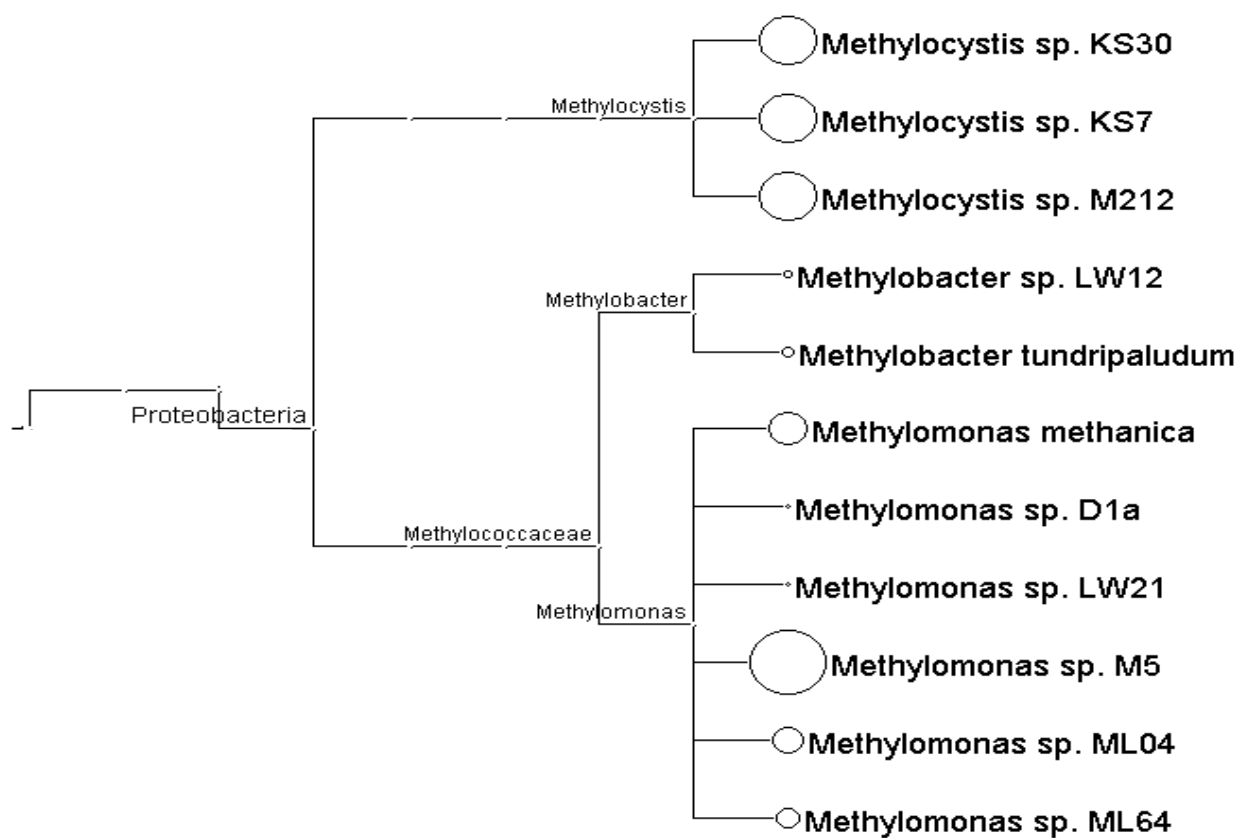 Methylocystis sp. KS30
Methylocystis
Methylocystis sp. KS7
Methylocystis sp. M212
Methylobacter sp. LW12
Methylobacter
Methylobacter tundripaludum
Proteobacteria
Methylomonas methanica
Methylomonas sp. D1a
Methylococcaceae
Methylomonas sp. LW21
Methylomonas
Methylomonas sp. M5
Methylomonas sp. ML04
Methylomonas sp. ML64